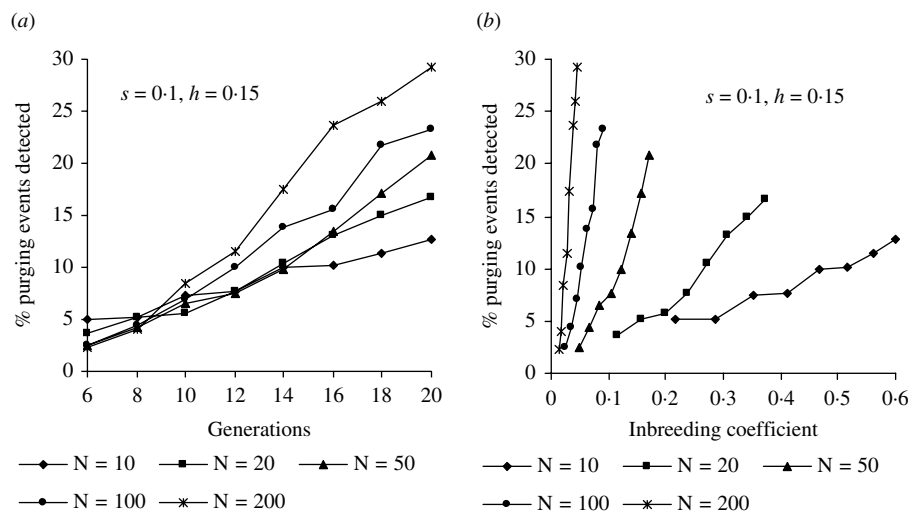 (a)
30
25
20
15
10
5
0
% purging events detected
s = 0·1, h = 0·15
6 8 10 12 14 16 18 20
Generations
N = 10 N = 20 N = 50
N = 100 N = 200
(b)
30
25
20
15
10
5
0
% purging events detected
s = 0·1, h = 0·15
0 0·1 0·2 0·3 0·4 0·5 0·6
Inbreeding coefficient
N = 10 N = 20 N = 50
N = 100 N = 200